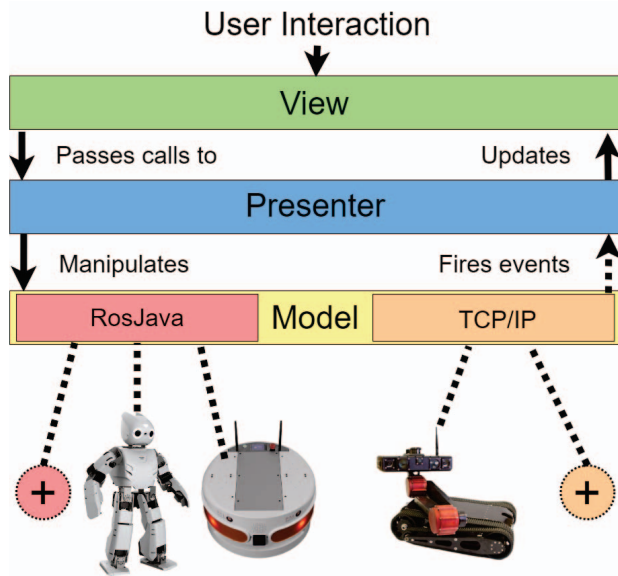 User Interaction
View
Passes calls to
Updates
Presenter
Manipulates
Fires events
RosJava
Model
TCP/IP
+
+